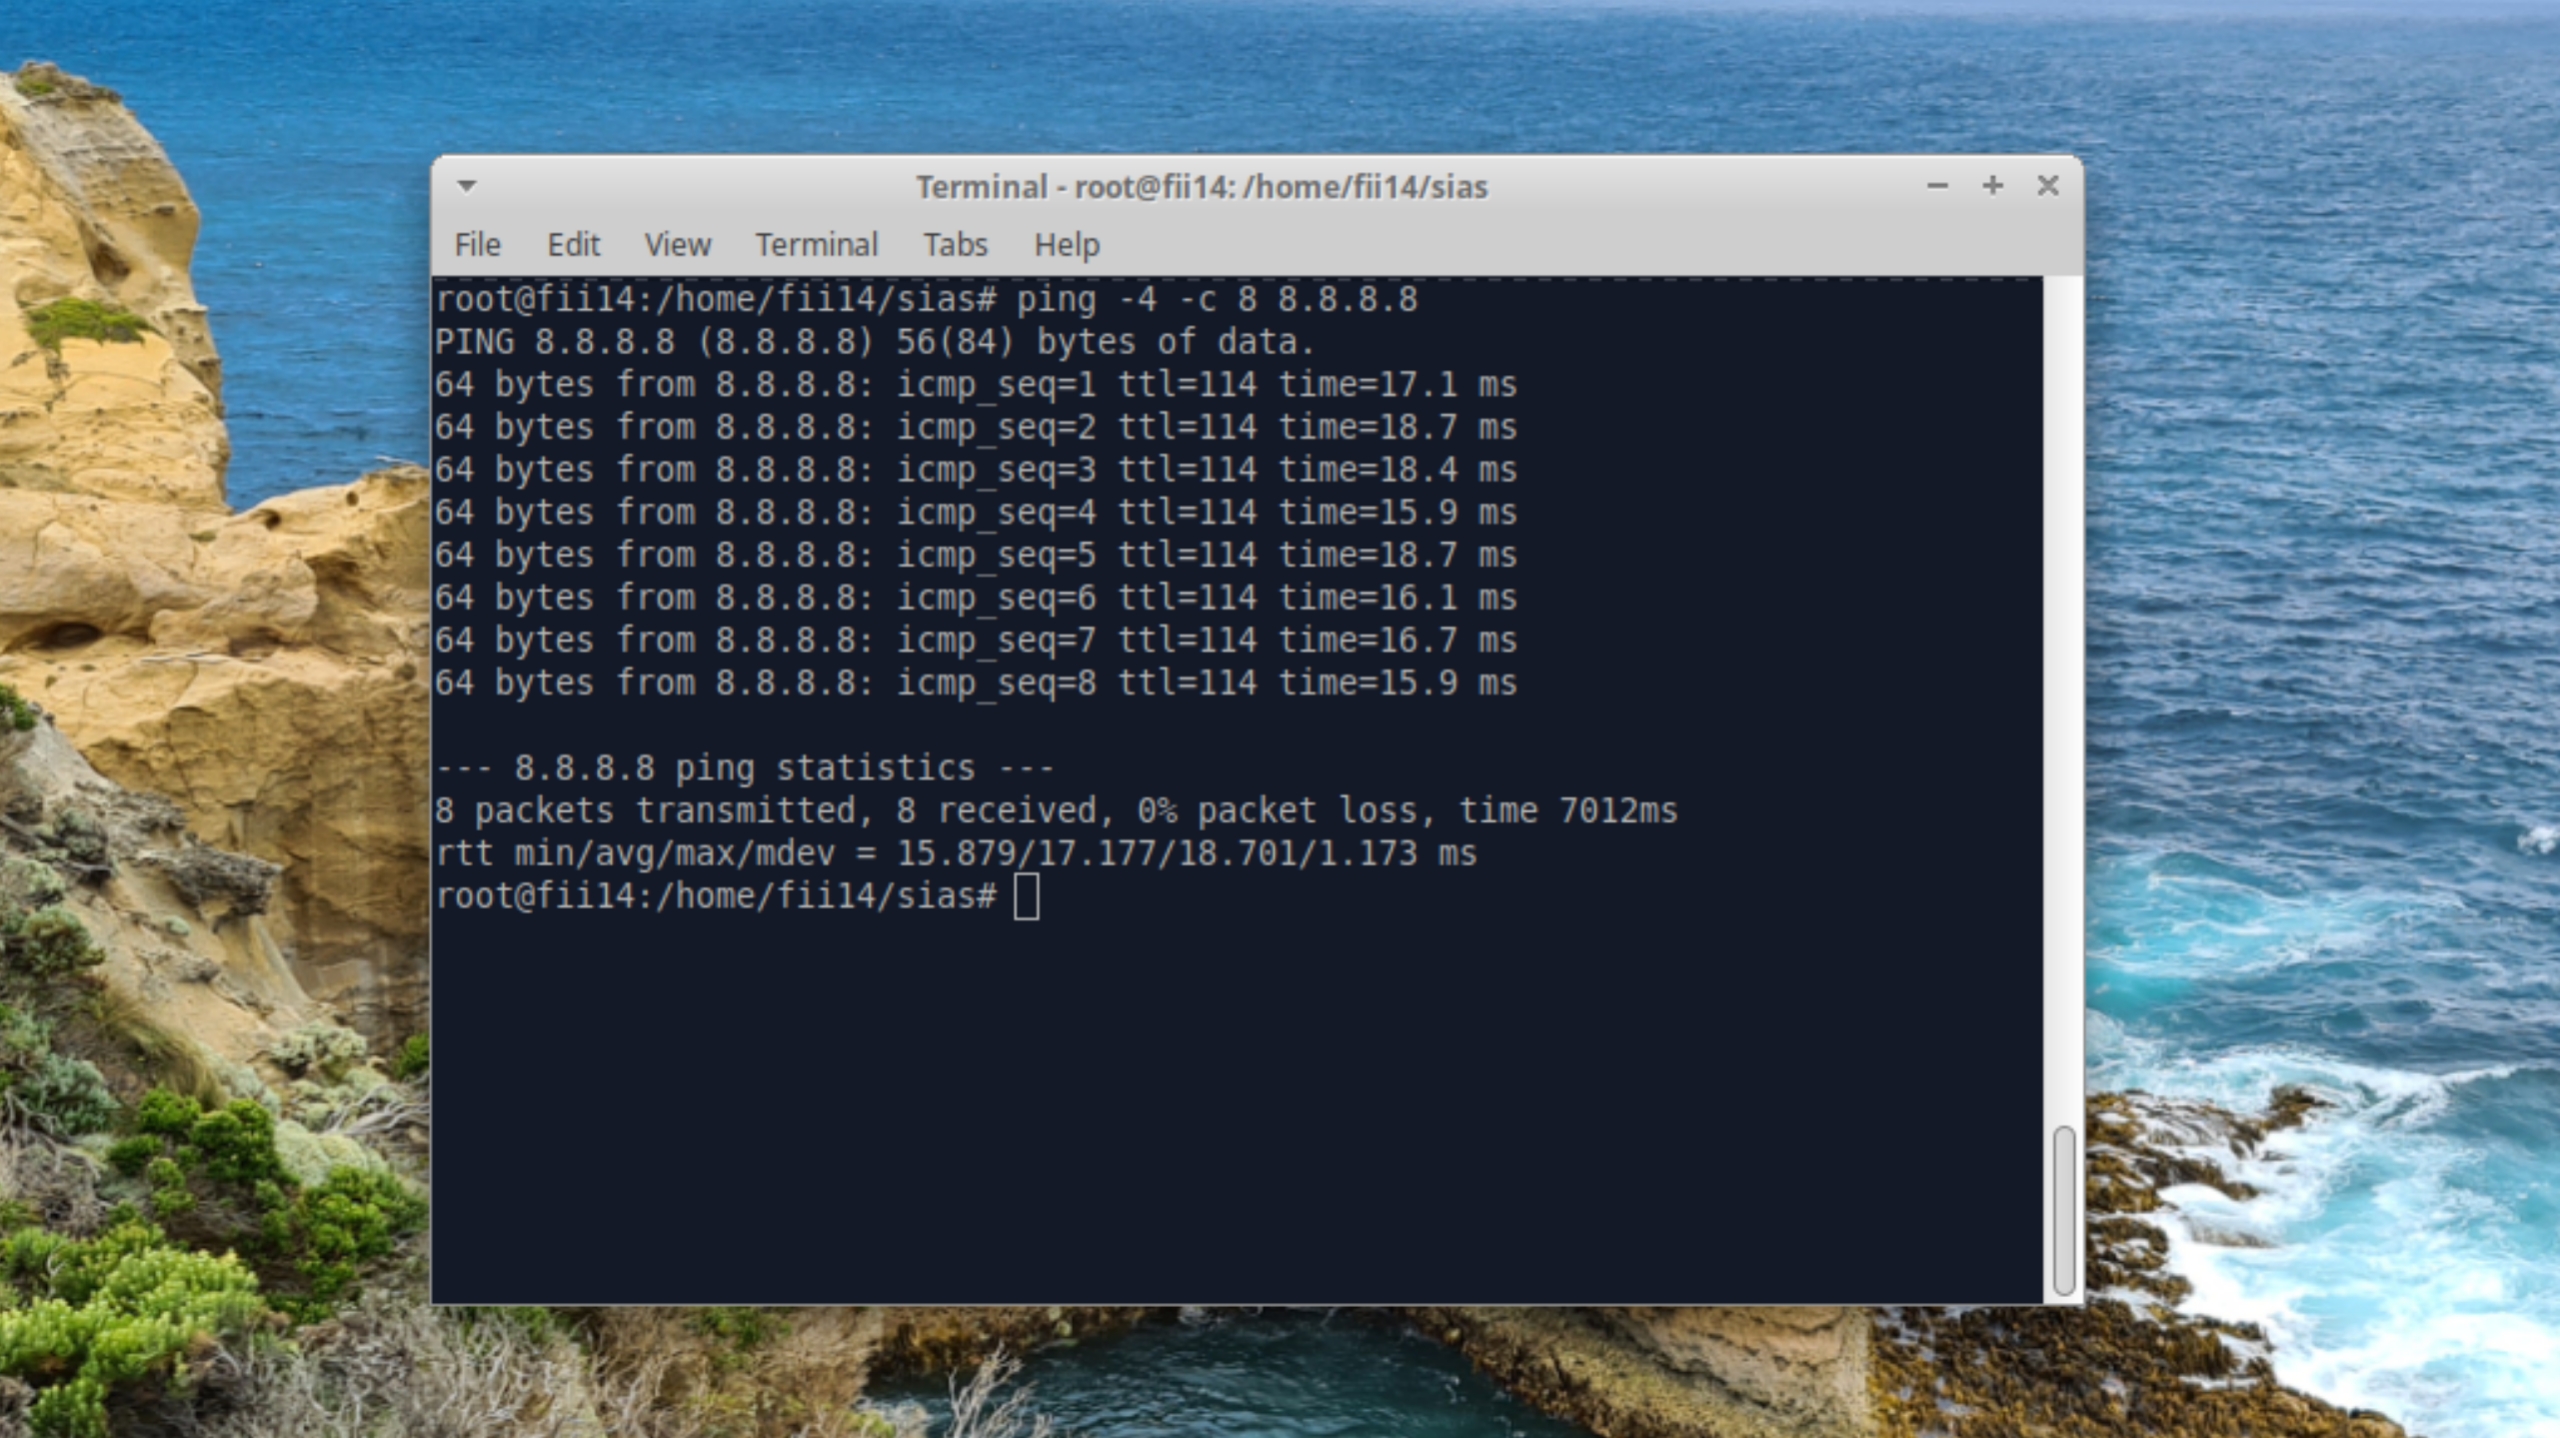 Terminal - root@fii14: /home/fii14/sias
File Edit View Terminal Tabs Help
root@fii14:/home/fii14/sias# ping -4 -c 8 8.8.8.8
PING 8.8.8.8 (8.8.8.8) 56(84) bytes of data.
64 bytes from 8.8.8.8: icmp_seq=1 ttl=114 time=17.1 ms
64 bytes from 8.8.8.8: icmp_seq=2 ttl=114 time=18.7 ms
64 bytes from 8.8.8.8: icmp_seq=3 ttl=114 time=18.4 ms
64 bytes from 8.8.8.8: icmp_seq=4 ttl=114 time=15.9 ms
64 bytes from 8.8.8.8: icmp_seq=5 ttl=114 time=18.7 ms
64 bytes from 8.8.8.8: icmp_seq=6 ttl=114 time=16.1 ms
64 bytes from 8.8.8.8: icmp_seq=7 ttl=114 time=16.7 ms
64 bytes from 8.8.8.8: icmp_seq=8 ttl=114 time=15.9 ms
--- 8.8.8.8 ping statistics ---
8 packets transmitted, 8 received, 0% packet loss, time 7012ms
rtt min/avg/max/mdev = 15.879/17.177/18.701/1.173 ms
root@fii14:/home/fii14/sias#